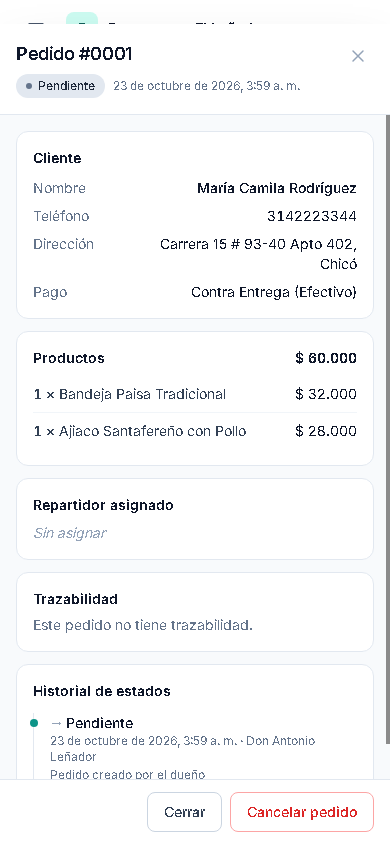 Pedido #0001
Pendiente 23 de octubre de 2026, 3:59 a. m.
Cliente
Nombre María Camila Rodríguez
Teléfono 3142223344
Dirección Carrera 15 # 93-40 Apto 402,
Chicó
Pago Contra Entrega (Efectivo)
Productos $ 60.000
1 × Bandeja Paisa Tradicional $ 32.000
1 × Ajiaco Santafereño con Pollo $ 28.000
Repartidor asignado
Sin asignar
Trazabilidad
Este pedido no tiene trazabilidad.
Historial de estados
→ Pendiente
23 de octubre de 2026, 3:59 a. m. · Don Antonio
Leñador
Pedido creado por el dueño
Cerrar Cancelar pedido